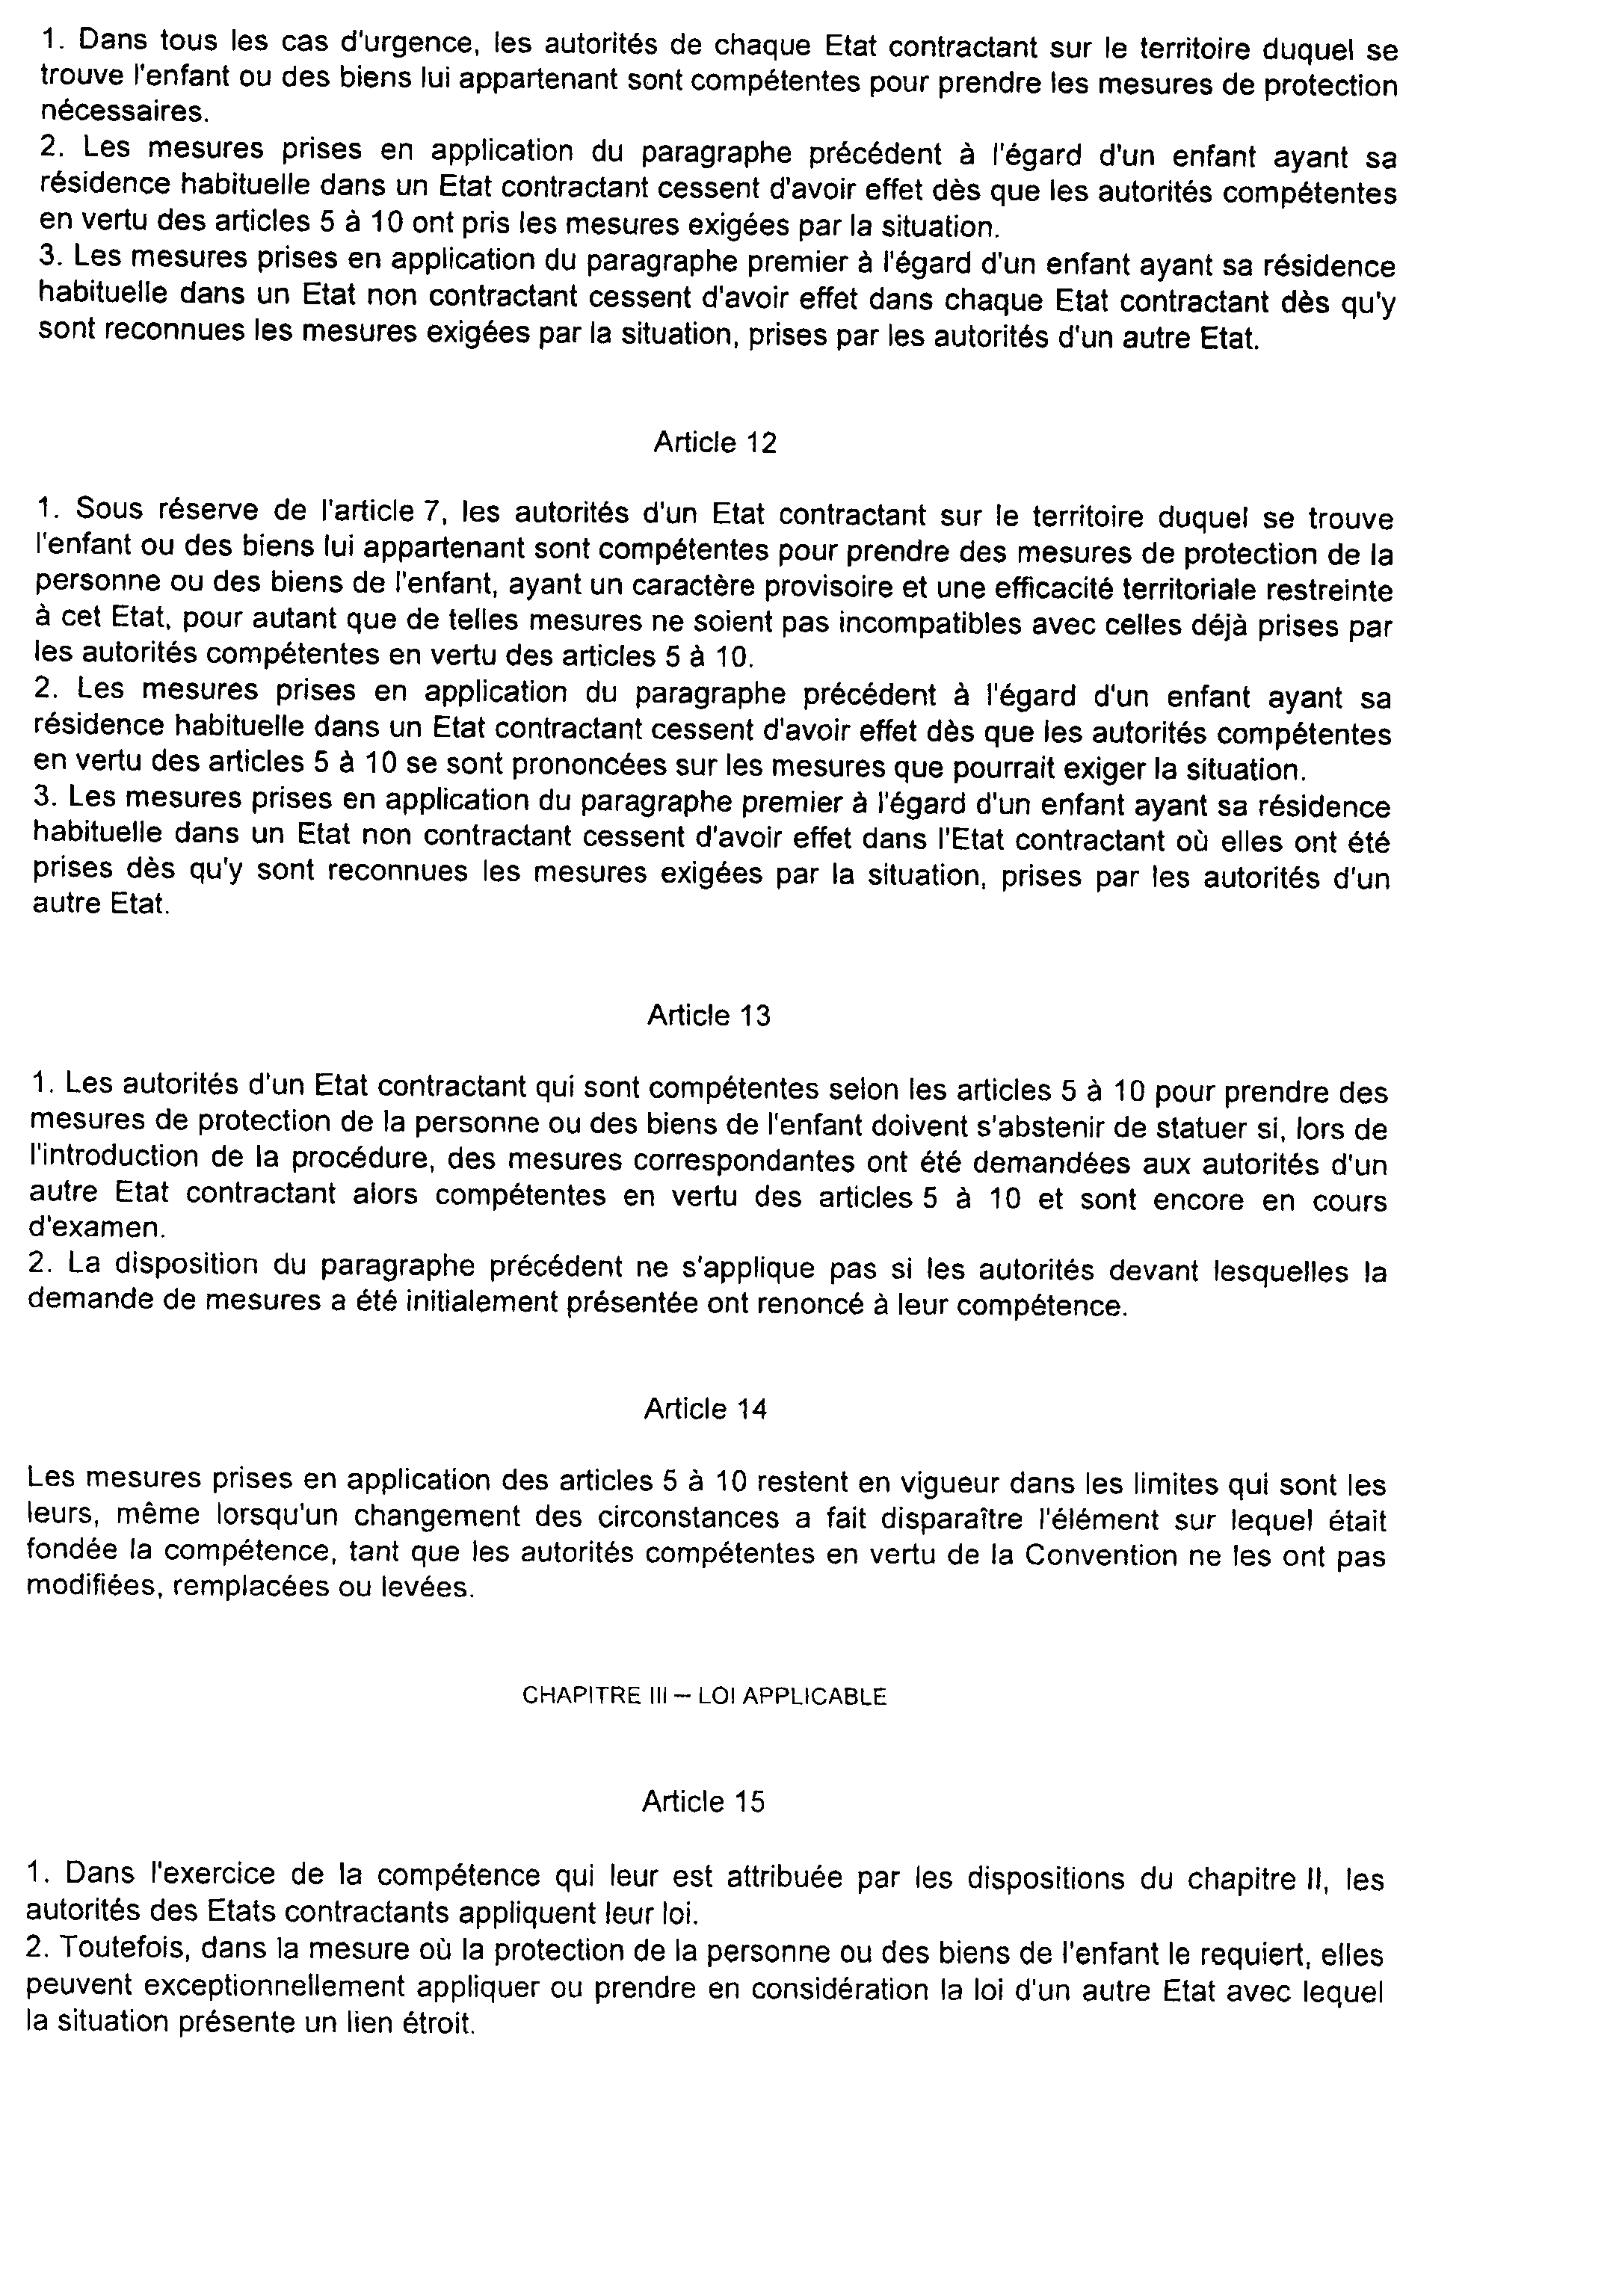 1. Dans tous les cas d'urgence, les autorités de chaque Etat contractant sur le territoire duquel se
trouve l'enfant ou des biens lui appartenant sont compétentes pour prendre les mesures de protection
nécessaires.
2. Les mesures prises en application du paragraphe précédent à l'égard d'un enfant ayant sa
résidence habituelle dans un Etat contractant cessent d'avoir effet dès que les autorités compétentes
en vertu des articles 5 à 10 ont pris les mesures exigées par la situation.
3. Les mesures prises en application du paragraphe premier à l'égard d'un enfant ayant sa résidence
habituelle dans un Etat non contractant cessent d'avoir effet dans chaque Etat contractant dès qu'y
sont reconnues les mesures exigées par la situation, prises par les autorités d'un autre Etat.
Article 12
1. Sous réserve de l'article 7, les autorités d'un Etat contractant sur le territoire duquel se trouve
l'enfant ou des biens lui appartenant sont compétentes pour prendre des mesures de protection de la
personne ou des biens de l'enfant, ayant un caractère provisoire et une efficacité territoriale restreinte
à cet Etat, pour autant que de telles mesures ne soient pas incompatibles avec celles déjà prises par
les autorités compétentes en vertu des articles 5 à 10.
2. Les mesures prises en application du paragraphe précédent à l'égard d'un enfant ayant sa
résidence habituelle dans un Etat contractant cessent d'avoir effet dès que les autorités compétentes
en vertu des articles 5 à 10 se sont prononcées sur les mesures que pourrait exiger la situation.
3. Les mesures prises en application du paragraphe premier à l'égard d'un enfant ayant sa résidence
habituelle dans un Etat non contractant cessent d'avoir effet dans l'Etat contractant où elles ont été
prises dès qu'y sont reconnues les mesures exigées par la situation, prises par les autorités d'un
autre Etat.
Article 13
1. Les autorités d'un Etat contractant qui sont compétentes selon les articles 5 à 10 pour prendre des
mesures de protection de la personne ou des biens de l'enfant doivent s'abstenir de statuer si, lors de
l'introduction de la procédure, des mesures correspondantes ont été demandées aux autorités d'un
autre Etat contractant alors compétentes en vertu des articles 5 à 10 et sont encore en cours
d'examen.
2. La disposition du paragraphe précédent ne s'applique pas si les autorités devant lesquelles la
demande de mesures a été initialement présentée ont renoncé à leur compétence.
Article 14
Les mesures prises en application des articles 5 à 10 restent en vigueur dans les limites qui sont les
leurs, même lorsqu'un changement des circonstances a fait disparaître l'élément sur lequel était
fondée la compétence, tant que les autorités compétentes en vertu de la Convention ne les ont pas
modifiées, remplacées ou levées.
CHAPITRE III – LOI APPLICABLE
Article 15
1. Dans l'exercice de la compétence qui leur est attribuée par les dispositions du chapitre II, les
autorités des Etats contractants appliquent leur loi.
2. Toutefois, dans la mesure où la protection de la personne ou des biens de l'enfant le requiert, elles
peuvent exceptionnellement appliquer ou prendre en considération la loi d'un autre Etat avec lequel
la situation présente un lien étroit.